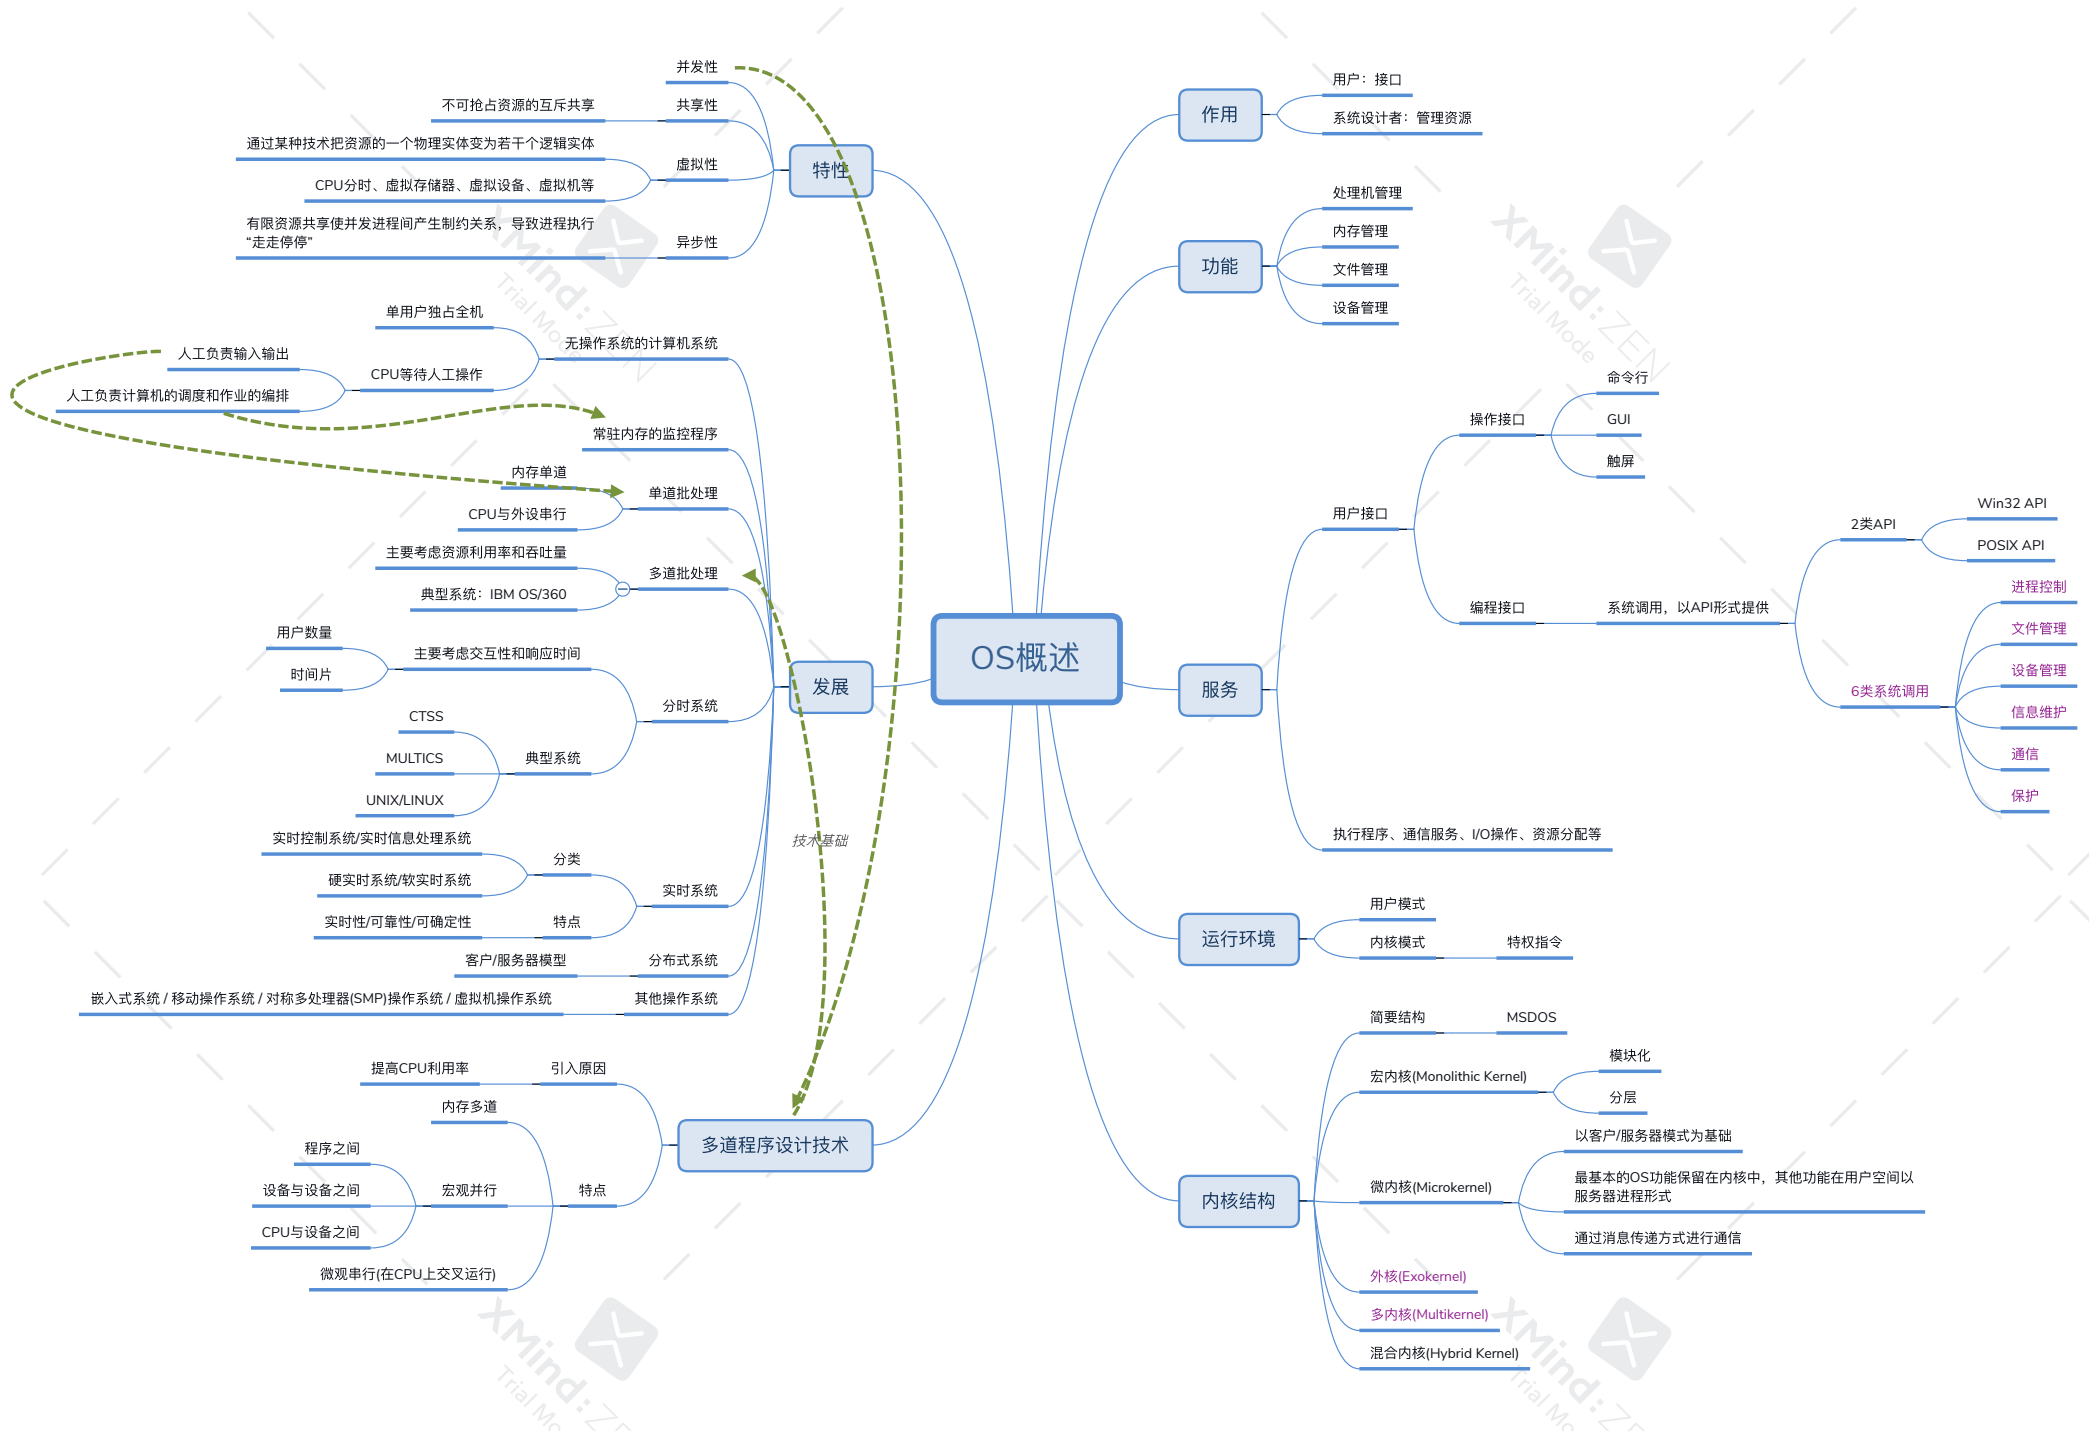 OS概述
作用
用户：接口
系统设计者：管理资源
功能
处理机管理
内存管理
文件管理
设备管理
服务
用户接口
操作接口
命令行
GUI
触屏
编程接口
系统调用，以API形式提供
2类API
Win32 API
POSIX API
6类系统调用
进程控制
文件管理
设备管理
信息维护
通信
保护
执行程序、通信服务、I/O操作、资源分配等
运行环境
用户模式
内核模式
特权指令
内核结构
简要结构
MSDOS
宏内核(Monolithic Kernel)
模块化
分层
微内核(Microkernel)
以客户/服务器模式为基础
最基本的OS功能保留在内核中，其他功能在用户空间以
服务器进程形式
通过消息传递方式进行通信
外核(Exokernel)
多内核(Multikernel)
混合内核(Hybrid Kernel)
特性
并发性
共享性
不可抢占资源的互斥共享
虚拟性
通过某种技术把资源的一个物理实体变为若干个逻辑实体
CPU分时、虚拟存储器、虚拟设备、虚拟机等
异步性
有限资源共享使并发进程间产生制约关系，导致进程执行
“走走停停”
发展
无操作系统的计算机系统
单用户独占全机
CPU等待人工操作
人工负责输入输出
人工负责计算机的调度和作业的编排
常驻内存的监控程序
单道批处理
内存单道
CPU与外设串行
多道批处理
主要考虑资源利用率和吞吐量
典型系统：IBM OS/360
分时系统
主要考虑交互性和响应时间
用户数量
时间片
典型系统
CTSS
MULTICS
UNIX/LINUX
实时系统
分类
实时控制系统/实时信息处理系统
硬实时系统/软实时系统
特点
实时性/可靠性/可确定性
分布式系统
客户/服务器模型
其他操作系统
嵌入式系统 / 移动操作系统 / 对称多处理器(SMP)操作系统 / 虚拟机操作系统
技术基础
多道程序设计技术
引入原因
提高CPU利用率
特点
内存多道
宏观并行
程序之间
设备与设备之间
CPU与设备之间
微观串行(在CPU上交叉运行)
XMind:ZEN
Trial Mode
XMind:ZEN
Trial Mode
XMind:ZE
Trial Mo
XMind:ZE
Trial Mo